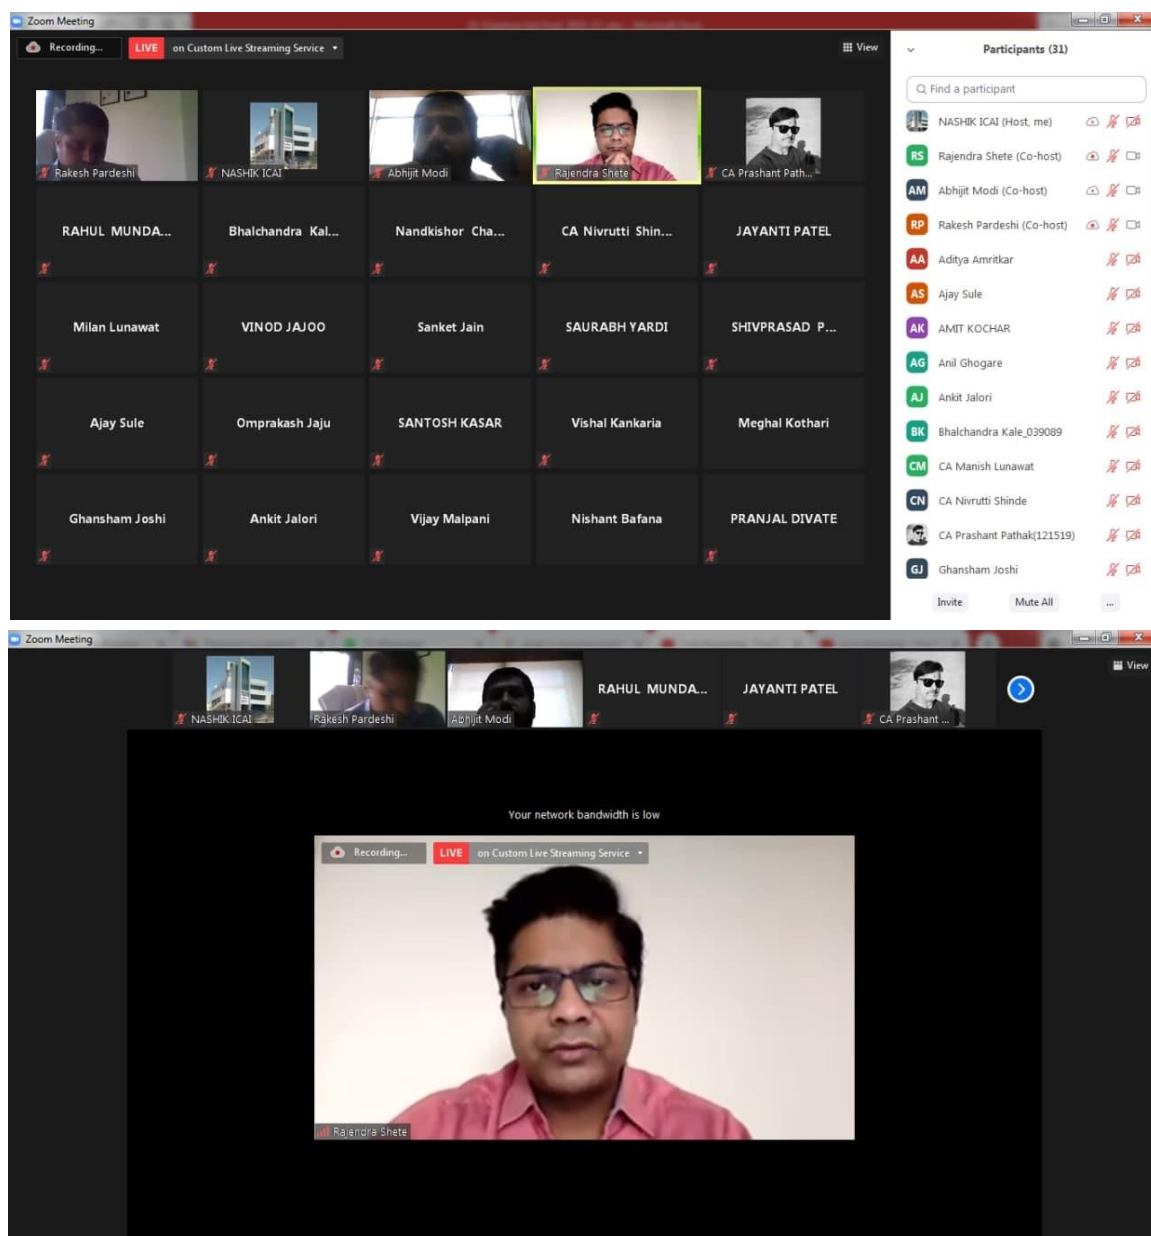 Zoom Meeting
Recording... LIVE on Custom Live Streaming Service View
Rakesh Pardeshi NASHIK ICAI Abhijit Modi Rajendra Shete CA Prashant Path...
RAHUL MUNDA... Bhalchandra Kal... Nandkishor Cha... CA Nivrutti Shin... JAYANTI PATEL
Milan Lunawat VINOD JAJOO Sanket Jain SAURABH YARDI SHIVPRASAD P...
Ajay Sule Omprakash Jaju SANTOSH KASAR Vishal Kankaria Meghal Kothari
Ghansham Joshi Ankit Jalori Vijay Malpani Nishant Bafana PRANJAL DIVATE
Participants (31)
Find a participant
NASHIK ICAI (Host, me)
RS Rajendra Shete (Co-host)
AM Abhijit Modi (Co-host)
RP Rakesh Pardeshi (Co-host)
AA Aditya Amritkar
AS Ajay Sule
AK AMIT KOCHAR
AG Anil Ghogare
AJ Ankit Jalori
BK Bhalchandra Kale_039089
CM CA Manish Lunawat
CN CA Nivrutti Shinde
CA Prashant Pathak(121519)
GJ Ghansham Joshi
Invite Mute All ...
Zoom Meeting
View
NASHIK ICAI Rakesh Pardeshi Abhijit Modi RAHUL MUNDA... JAYANTI PATEL CA Prashant ...
Your network bandwidth is low
Recording... LIVE on Custom Live Streaming Service
Rajendra Shete